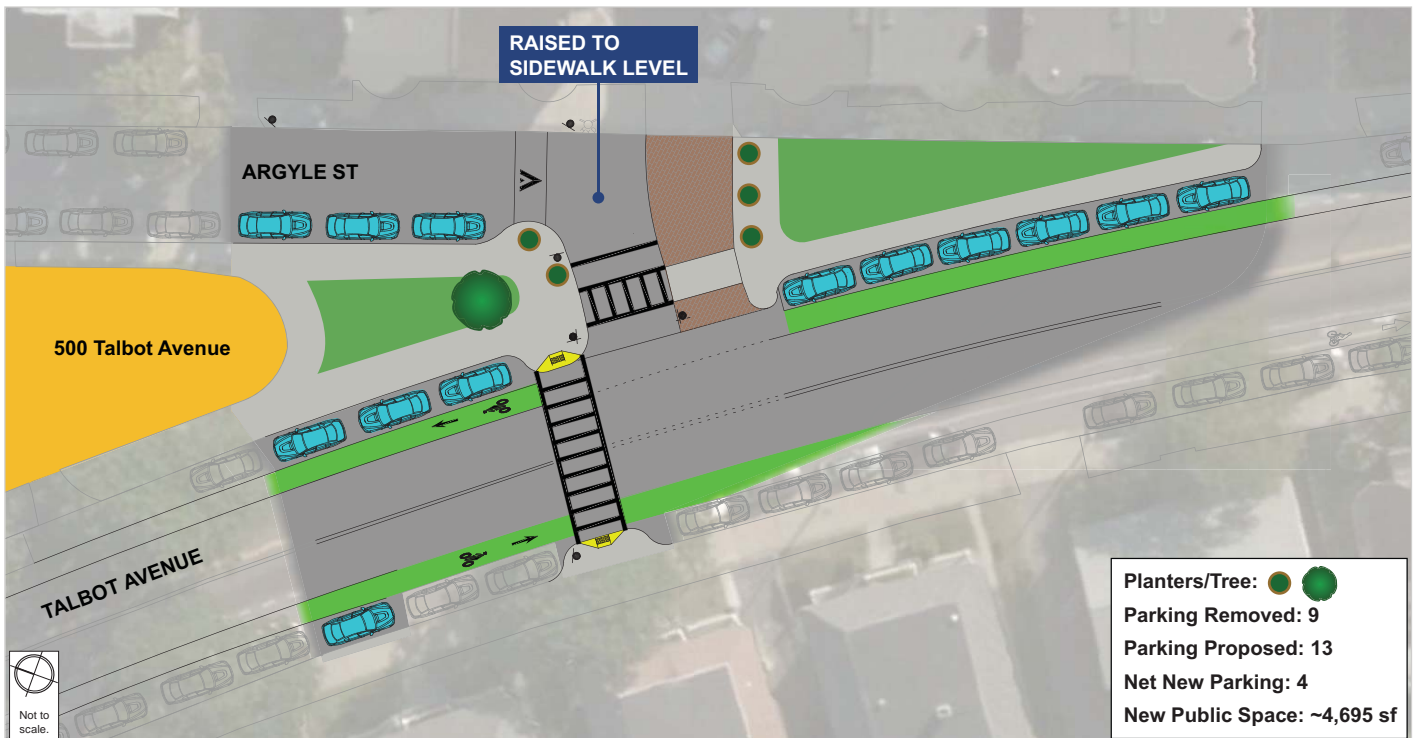 RAISED TO
SIDEWALK LEVEL
ARGYLE ST
500 Talbot Avenue
TALBOT AVENUE
Not to
scale.
Planters/Tree:
Parking Removed: 9
Parking Proposed: 13
Net New Parking: 4
New Public Space: ~4,695 sf